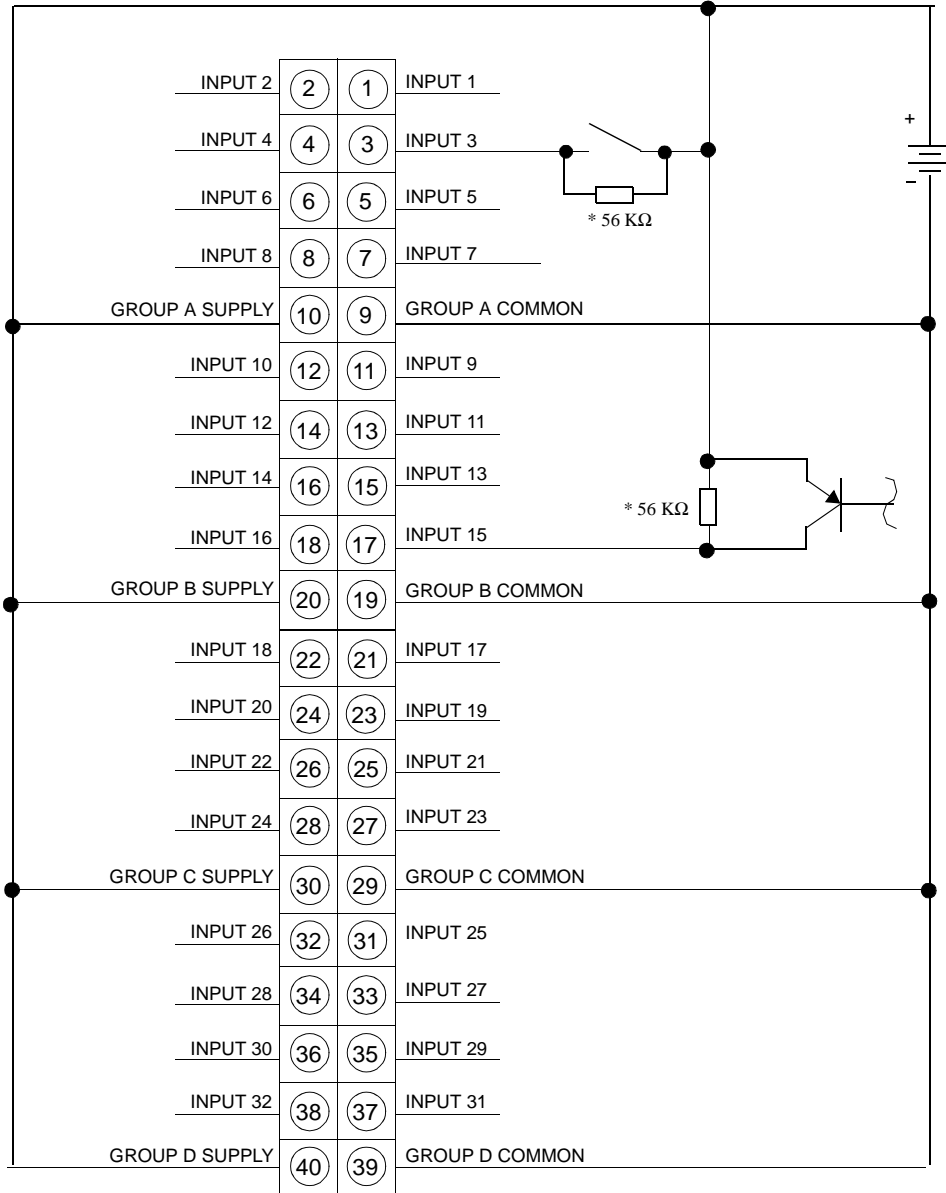 INPUT 2 2 1 INPUT 1
+
INPUT 4 4 3 INPUT 3
INPUT 6 6 5 INPUT 5
−
* 56 KΩ
INPUT 8 8 7 INPUT 7
GROUP A SUPPLY 10 9 GROUP A COMMON
INPUT 10 12 11 INPUT 9
INPUT 12 14 13 INPUT 11
INPUT 14 16 15 INPUT 13
* 56 KΩ
INPUT 16 18 17 INPUT 15
GROUP B SUPPLY 20 19 GROUP B COMMON
INPUT 18 22 21 INPUT 17
INPUT 20 24 23 INPUT 19
INPUT 22 26 25 INPUT 21
INPUT 24 28 27 INPUT 23
GROUP C SUPPLY 30 29 GROUP C COMMON
INPUT 26 32 31 INPUT 25
INPUT 28 34 33 INPUT 27
INPUT 30 36 35 INPUT 29
INPUT 32 38 37 INPUT 31
GROUP D SUPPLY 40 39 GROUP D COMMON